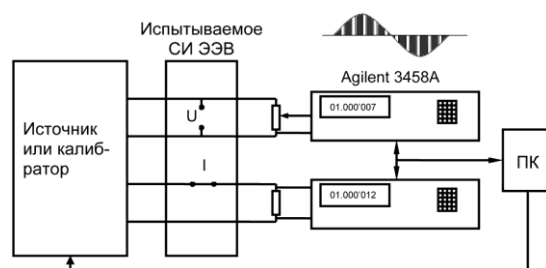 Испытываемое
СИ ЭЭВ
Agilent 3458A
Источник
или калиб-
ратор
U
I
01.000'007
01.000'012
ПК